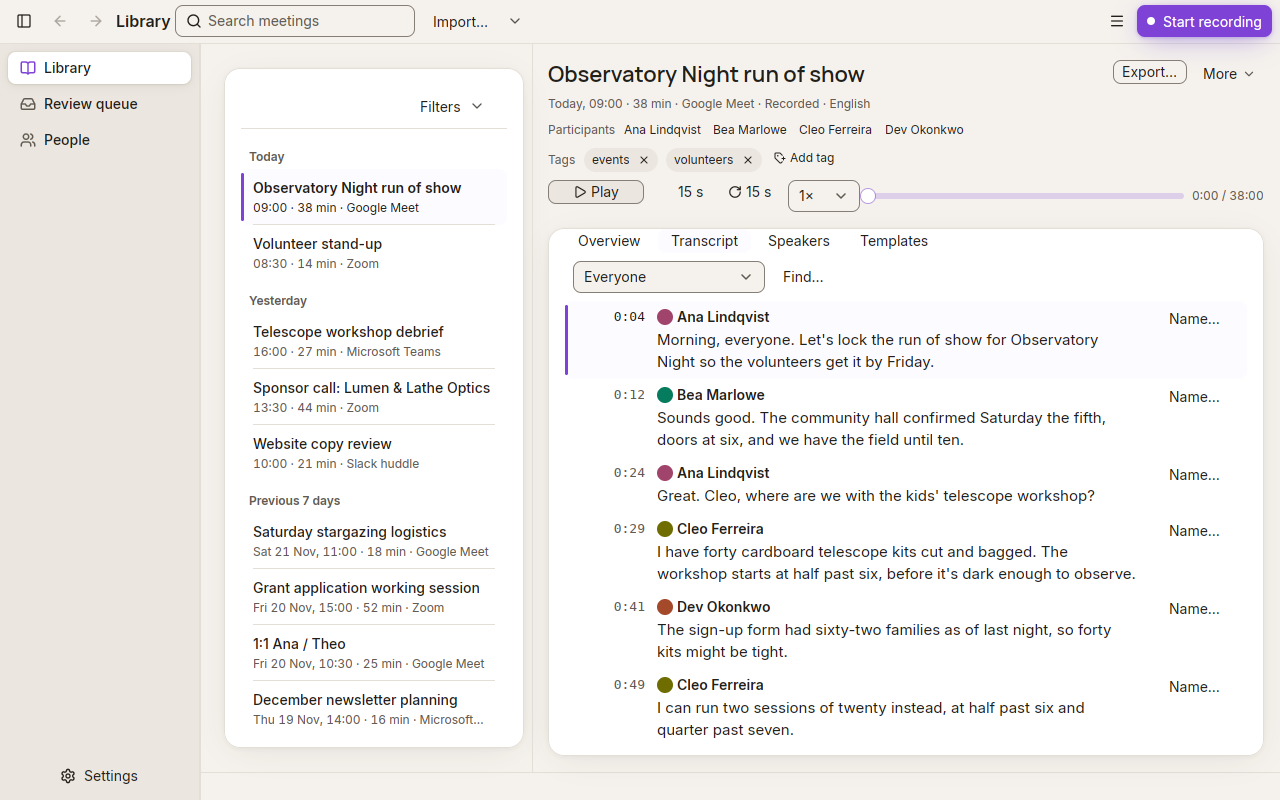 Library
Search meetings
Import...
Start recording
Library
Review queue
People
Settings
Filters
Today
Observatory Night run of show
09:00 · 38 min · Google Meet
Volunteer stand-up
08:30 · 14 min · Zoom
Yesterday
Telescope workshop debrief
16:00 · 27 min · Microsoft Teams
Sponsor call: Lumen & Lathe Optics
13:30 · 44 min · Zoom
Website copy review
10:00 · 21 min · Slack huddle
Previous 7 days
Saturday stargazing logistics
Sat 21 Nov, 11:00 · 18 min · Google Meet
Grant application working session
Fri 20 Nov, 15:00 · 52 min · Zoom
1:1 Ana / Theo
Fri 20 Nov, 10:30 · 25 min · Google Meet
December newsletter planning
Thu 19 Nov, 14:00 · 16 min · Microsoft...
Observatory Night run of show
Export...
More
Today, 09:00 · 38 min · Google Meet · Recorded · English
Participants Ana Lindqvist Bea Marlowe Cleo Ferreira Dev Okonkwo
Tags events volunteers Add tag
Play 15 s 15 s 1× 0:00 / 38:00
Overview Transcript Speakers Templates
Everyone Find...
0:04 Ana Lindqvist Name...
Morning, everyone. Let's lock the run of show for Observatory
Night so the volunteers get it by Friday.
0:12 Bea Marlowe Name...
Sounds good. The community hall confirmed Saturday the fifth,
doors at six, and we have the field until ten.
0:24 Ana Lindqvist Name...
Great. Cleo, where are we with the kids' telescope workshop?
0:29 Cleo Ferreira Name...
I have forty cardboard telescope kits cut and bagged. The
workshop starts at half past six, before it's dark enough to observe.
0:41 Dev Okonkwo Name...
The sign-up form had sixty-two families as of last night, so forty
kits might be tight.
0:49 Cleo Ferreira Name...
I can run two sessions of twenty instead, at half past six and
quarter past seven.